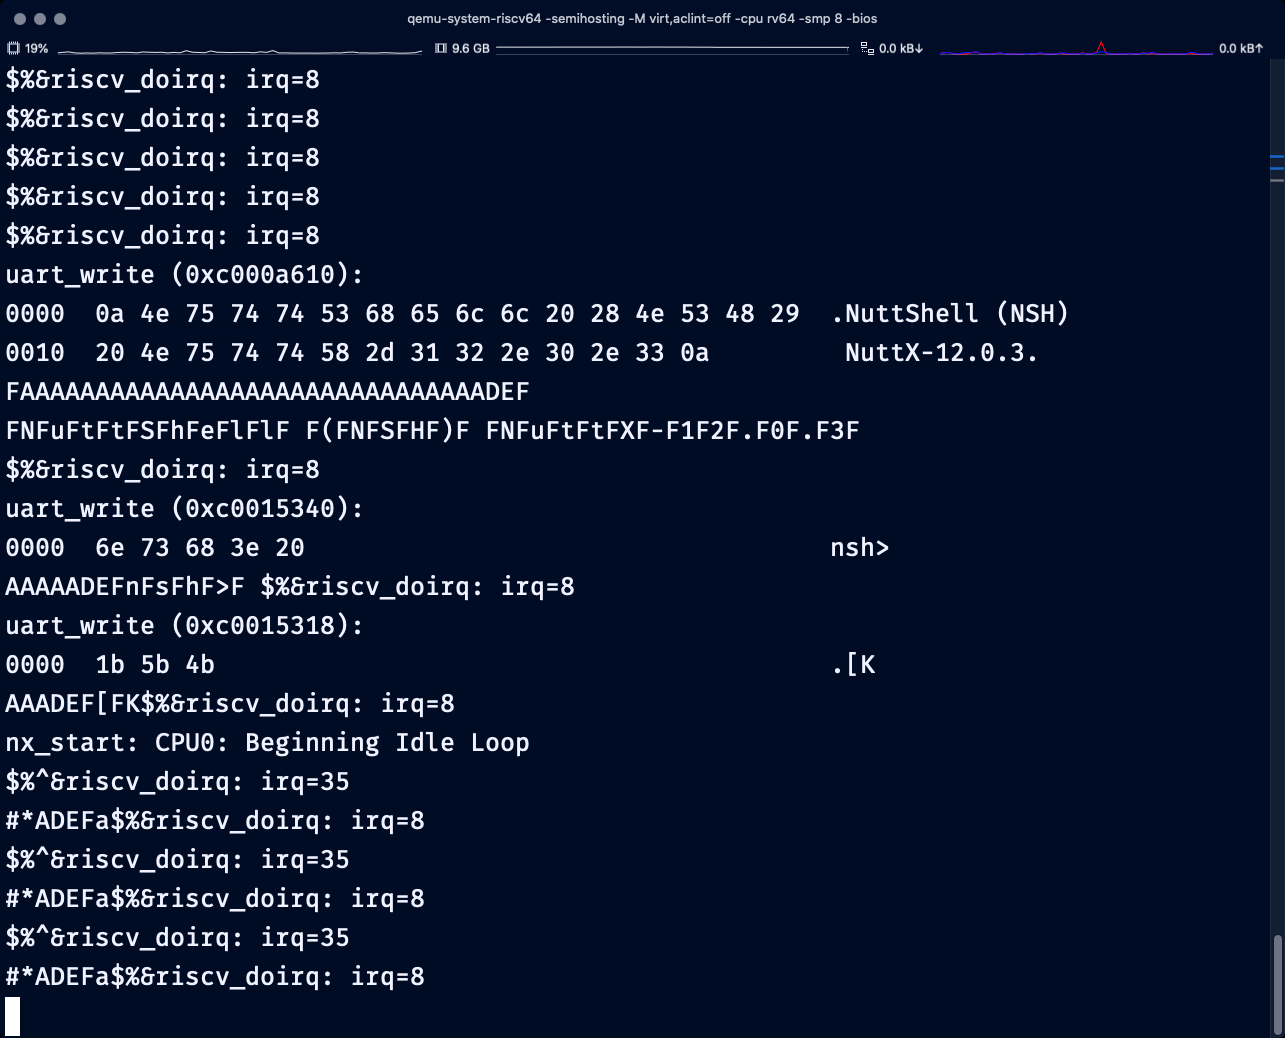 qemu-system-riscv64 -semihosting -M virt,aclint=off -cpu rv64 -smp 8 -bios
19% 9.6 GB 0.0 kB↓ 0.0 kB↑
$%&riscv_doirq: irq=8
$%&riscv_doirq: irq=8
$%&riscv_doirq: irq=8
$%&riscv_doirq: irq=8
$%&riscv_doirq: irq=8
uart_write (0xc000a610):
0000  0a 4e 75 74 74 53 68 65 6c 6c 20 28 4e 53 48 29  .NuttShell (NSH)
0010  20 4e 75 74 74 58 2d 31 32 2e 30 2e 33 0a         NuttX-12.0.3.
FAAAAAAAAAAAAAAAAAAAAAAAAAAAAAAADEF
FNFuFtFtFSFhFeFlFlF F(FNFSFHF)F FNFuFtFtFXF-F1F2F.F0F.F3F
$%&riscv_doirq: irq=8
uart_write (0xc0015340):
0000  6e 73 68 3e 20                                   nsh>
AAAAADEFnFsFhF>F $%&riscv_doirq: irq=8
uart_write (0xc0015318):
0000  1b 5b 4b                                         .[K
AAADEF[FK$%&riscv_doirq: irq=8
nx_start: CPU0: Beginning Idle Loop
$%^&riscv_doirq: irq=35
#*ADEFa$%&riscv_doirq: irq=8
$%^&riscv_doirq: irq=35
#*ADEFa$%&riscv_doirq: irq=8
$%^&riscv_doirq: irq=35
#*ADEFa$%&riscv_doirq: irq=8